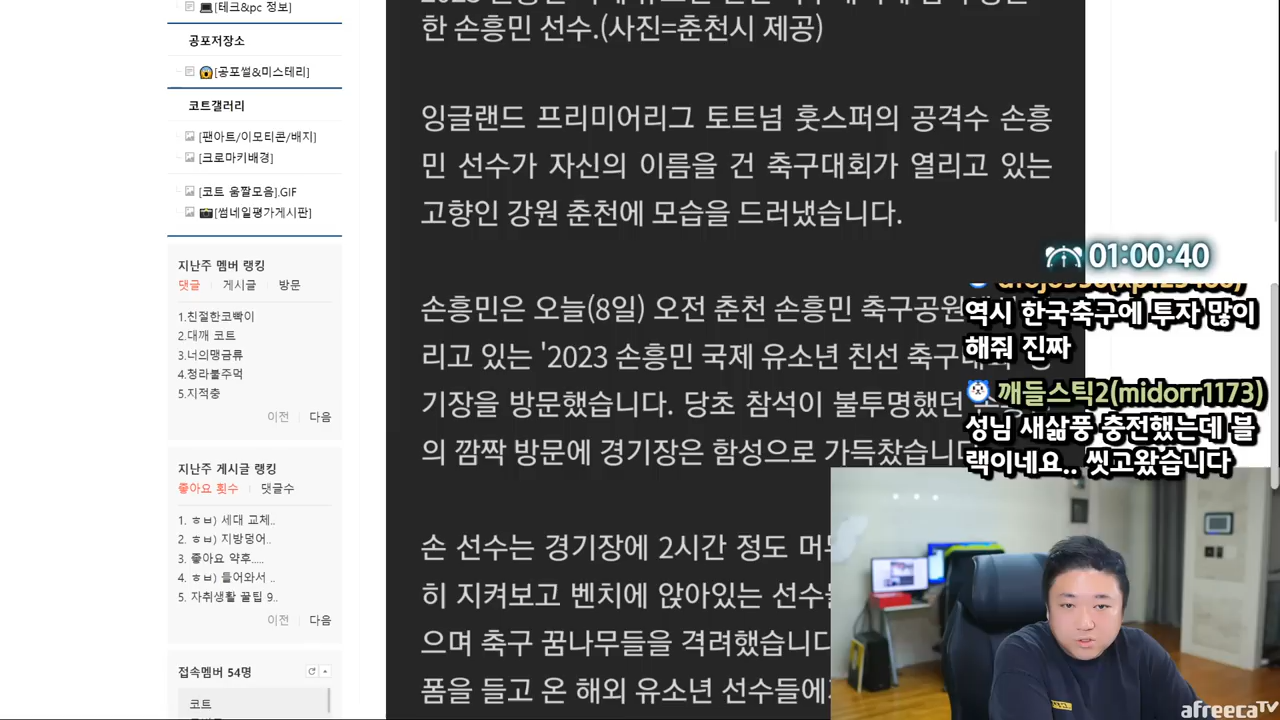 💻[테크&pc 정보]
공포저장소
😱[공포썰&미스테리]
코트갤러리
[팬아트/이모티콘/배지]
[크로마키배경]
[코트 움짤모음].GIF
📸[썸네일평가게시판]
지난주 멤버 랭킹
댓글 게시글 방문
1.친절한코빡이
2.대깨 코트
3.너의맹금류
4.청라불주먹
5.지적충
이전 다음
지난주 게시글 랭킹
좋아요 횟수 댓글수
1. ㅎㅂ) 세대 교체..
2. ㅎㅂ) 지방덩어..
3. 좋아요 약후.....
4. ㅎㅂ) 들어와서 ..
5. 자취생활 꿀팁 9..
이전 다음
접속멤버 54명
코트
한 손흥민 선수.(사진=춘천시 제공)
잉글랜드 프리미어리그 토트넘 홋스퍼의 공격수 손흥
민 선수가 자신의 이름을 건 축구대회가 열리고 있는
고향인 강원 춘천에 모습을 드러냈습니다.
손흥민은 오늘(8일) 오전 춘천 손흥민 축구공원
리고 있는 '2023 손흥민 국제 유소년 친선 축구
기장을 방문했습니다. 당초 참석이 불투명했던
의 깜짝 방문에 경기장은 함성으로 가득찼습니다
손 선수는 경기장에 2시간 정도
히 지켜보고 벤치에 앉아있는
으며 축구 꿈나무들을 격려했습니다
폼을 들고 온 해외 유소년 선수들에
01:00:40
역시 한국축구에 투자 많이
해줘 진짜
깨들스틱2(midorr1173)
성님 새삶풍 충전했는데 블
랙이네요.. 씻고왔습니다
afreecaTV